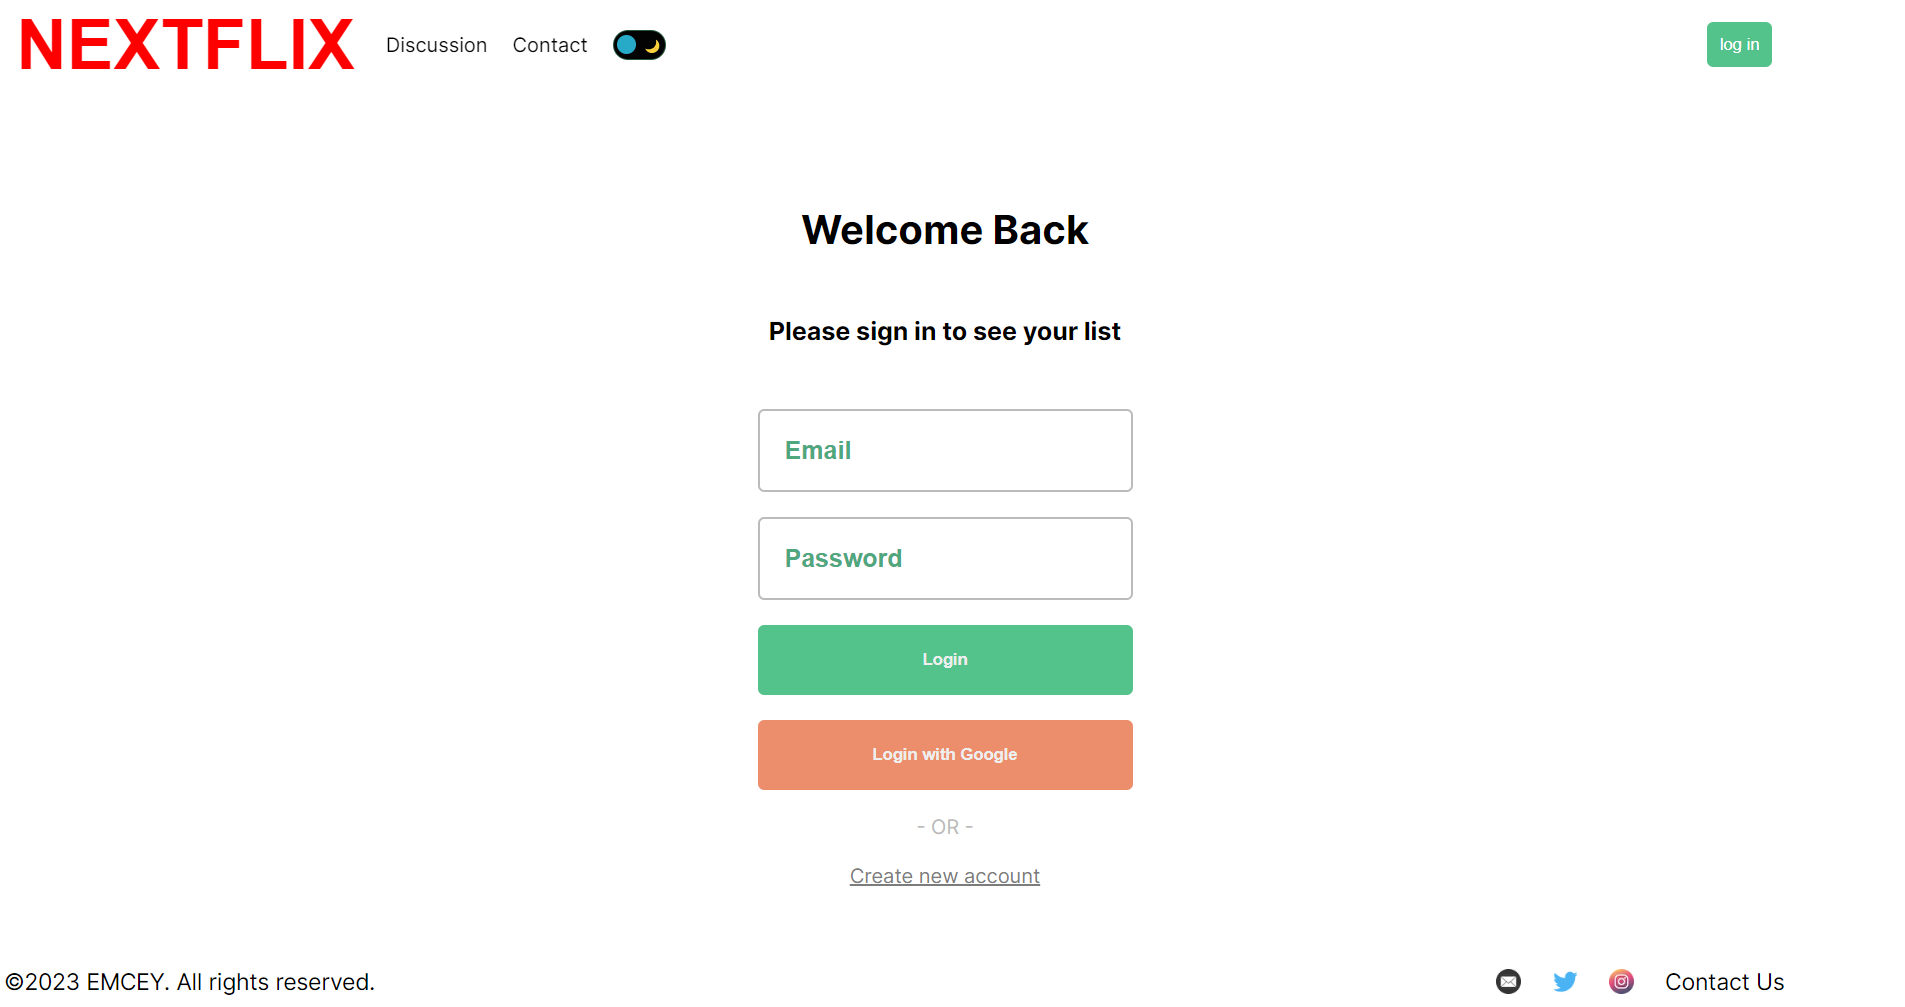 NEXTFLIX Discussion Contact log in
Welcome Back
Please sign in to see your list
Email
Password
Login
Login with Google
- OR -
Create new account
©2023 EMCEY. All rights reserved. Contact Us